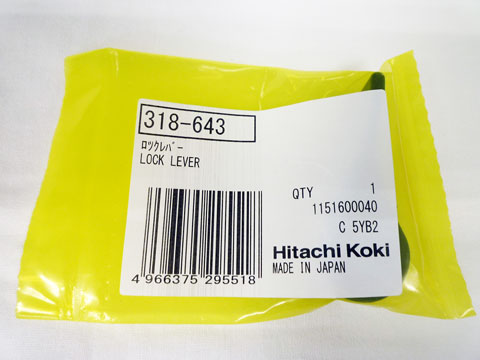 318-643
ﾛﾂｸﾚﾊﾞｰ
LOCK LEVER
QTY 1
1151600040
C 5YB2
Hitachi Koki
MADE IN JAPAN
4 966375 295518